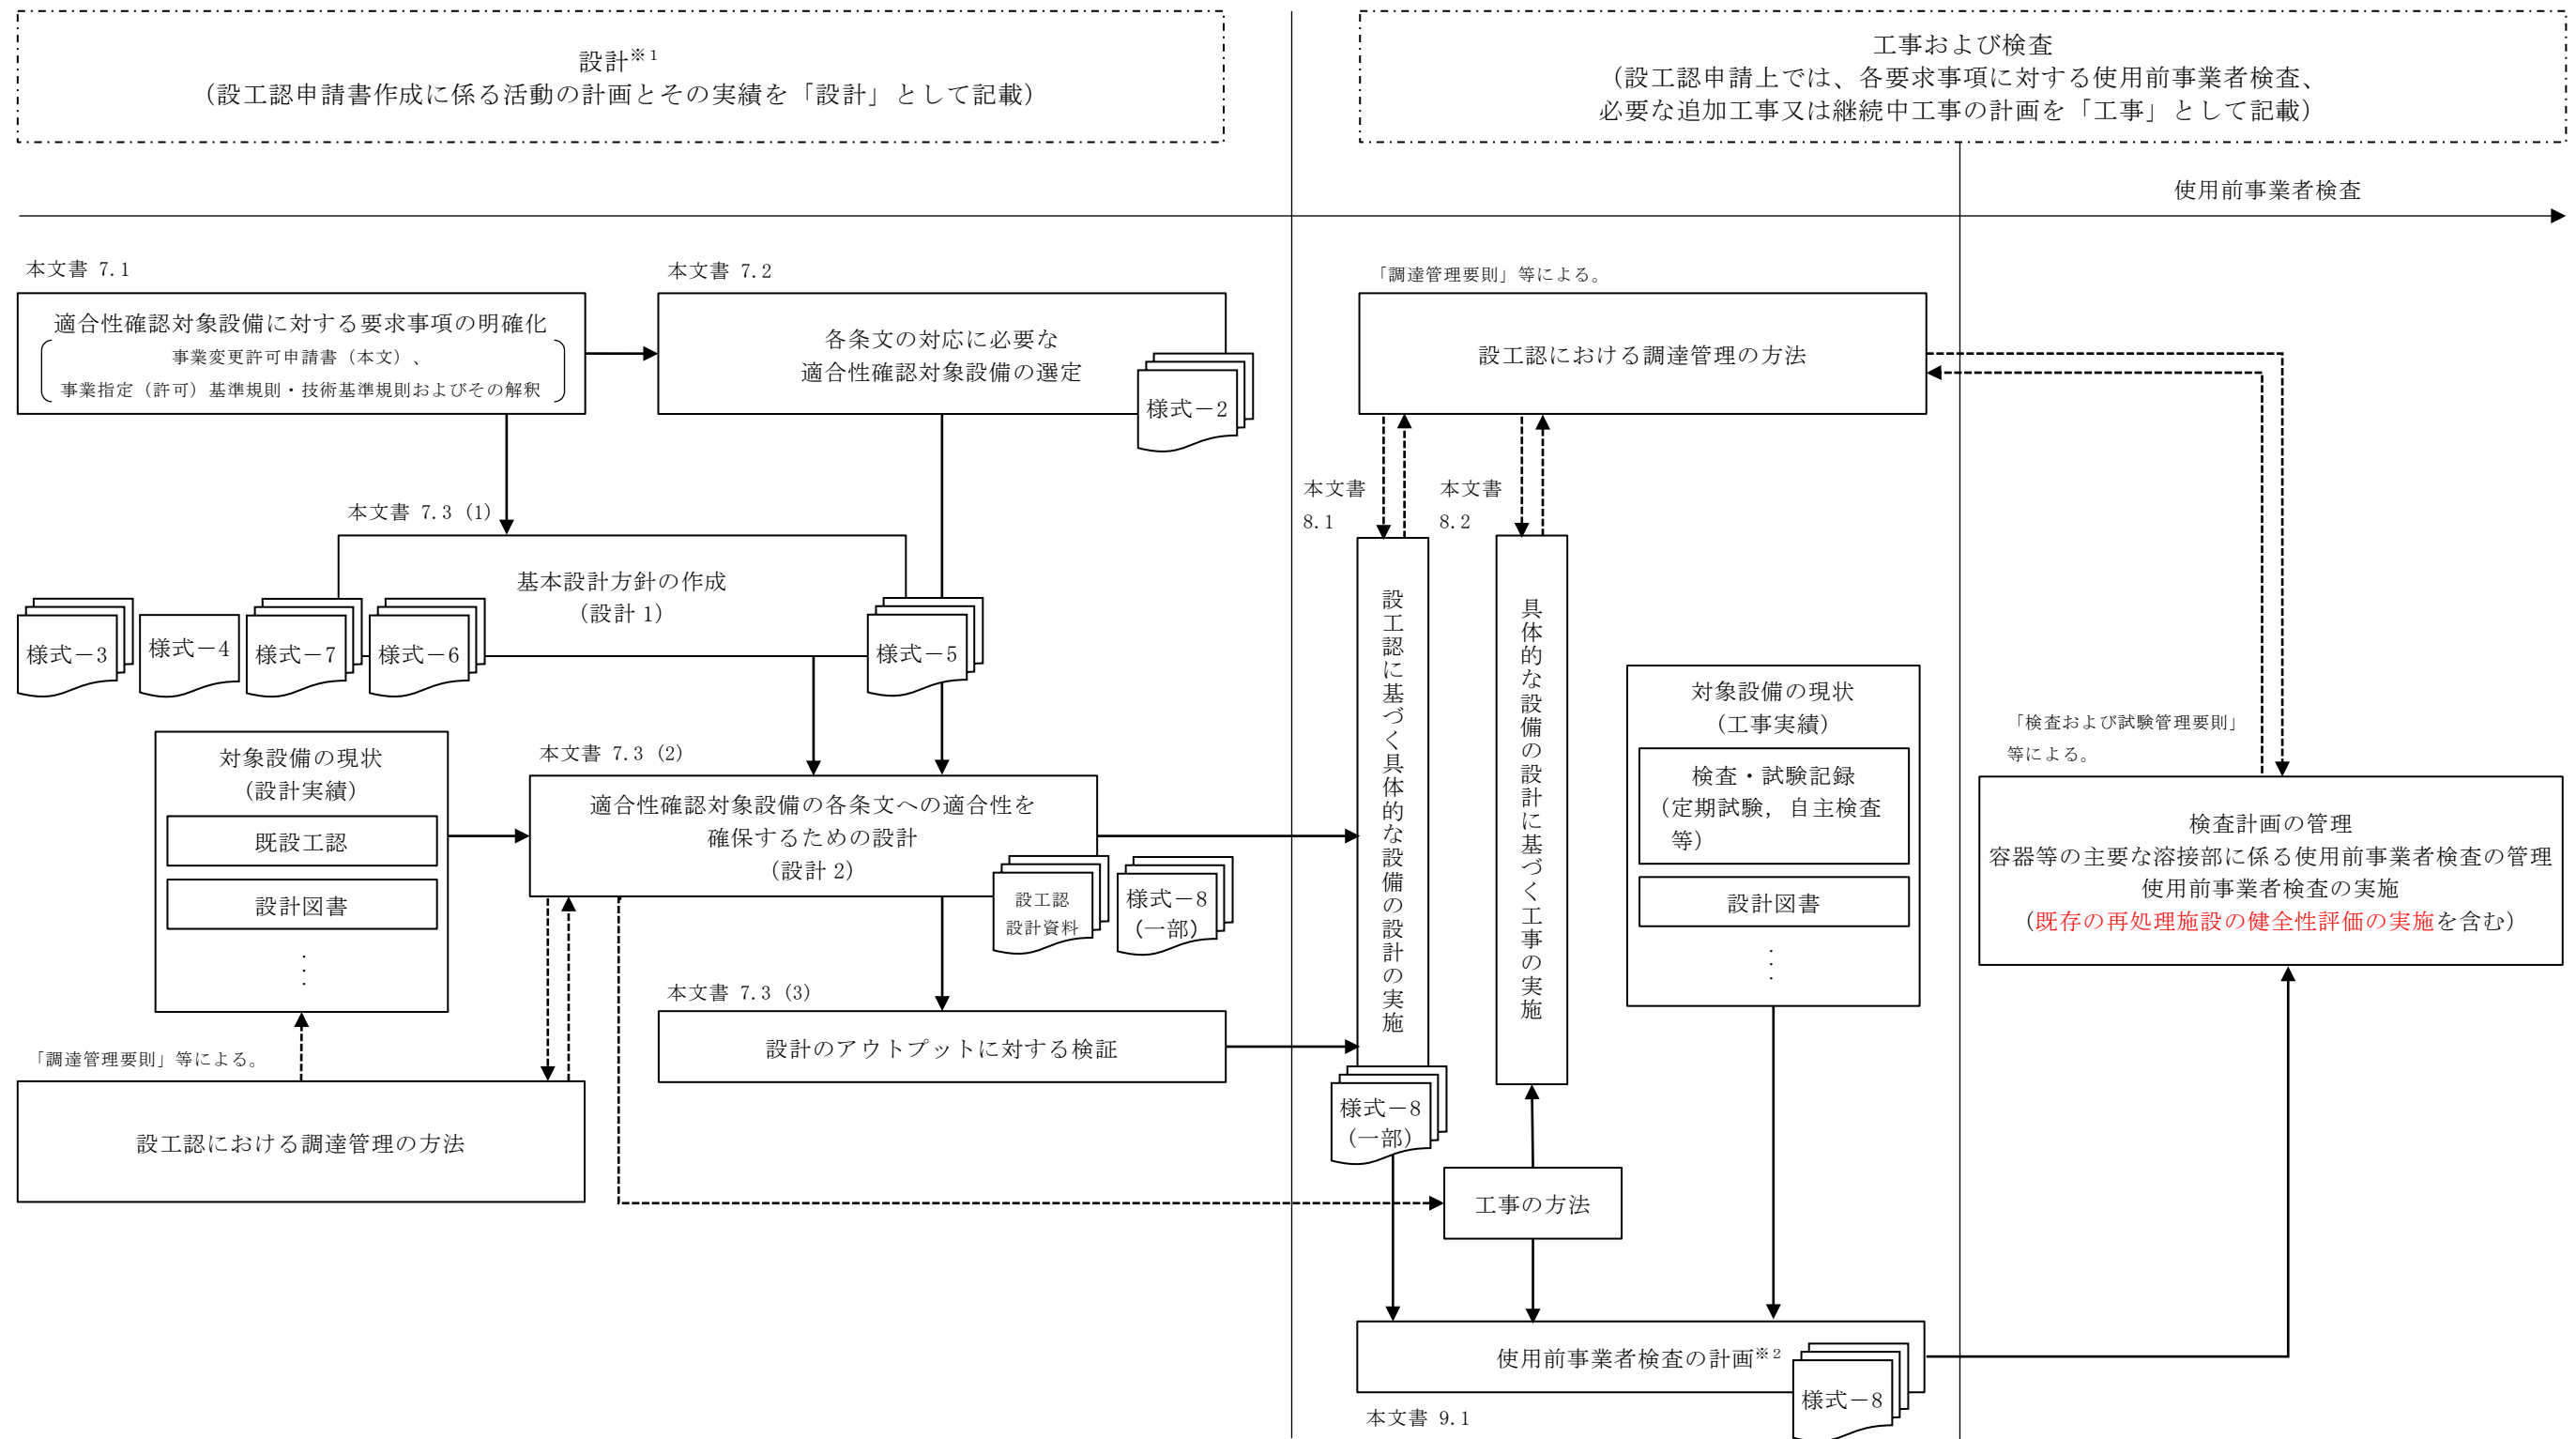 設計※1
（設工認申請書作成に係る活動の計画とその実績を「設計」として記載）
工事および検査
（設工認申請上では、各要求事項に対する使用前事業者検査、
必要な追加工事又は継続中工事の計画を「工事」として記載）
使用前事業者検査
本文書 7.1
適合性確認対象設備に対する要求事項の明確化
事業変更許可申請書（本文）、
事業指定（許可）基準規則・技術基準規則およびその解釈
本文書 7.2
各条文の対応に必要な
適合性確認対象設備の選定
様式－2
本文書 7.3 (1)
基本設計方針の作成
（設計 1）
様式－3
様式－4
様式－7
様式－6
様式－5
対象設備の現状
（設計実績）
既設工認
設計図書
・・・
本文書 7.3 (2)
適合性確認対象設備の各条文への適合性を
確保するための設計
（設計 2）
設工認
設計資料
様式－8
（一部）
本文書 7.3 (3)
設計のアウトプットに対する検証
「調達管理要則」等による。
設工認における調達管理の方法
「調達管理要則」等による。
設工認における調達管理の方法
本文書
8.1
設工認に基づく具体的な設備の設計の実施
様式－8
（一部）
本文書
8.2
具体的な設備の設計に基づく工事の実施
工事の方法
対象設備の現状
（工事実績）
検査・試験記録
（定期試験，自主検査
等）
設計図書
・・・
使用前事業者検査の計画※2
様式－8
本文書 9.1
「検査および試験管理要則」
等による。
検査計画の管理
容器等の主要な溶接部に係る使用前事業者検査の管理
使用前事業者検査の実施
（既存の再処理施設の健全性評価の実施を含む）